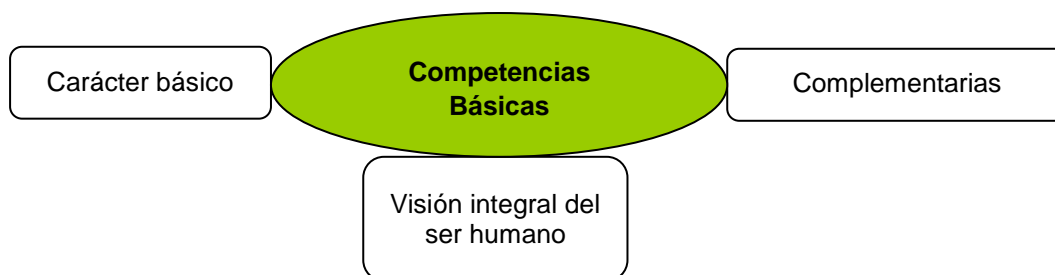 Carácter básico
Competencias
Básicas
Complementarias
Visión integral del
ser humano